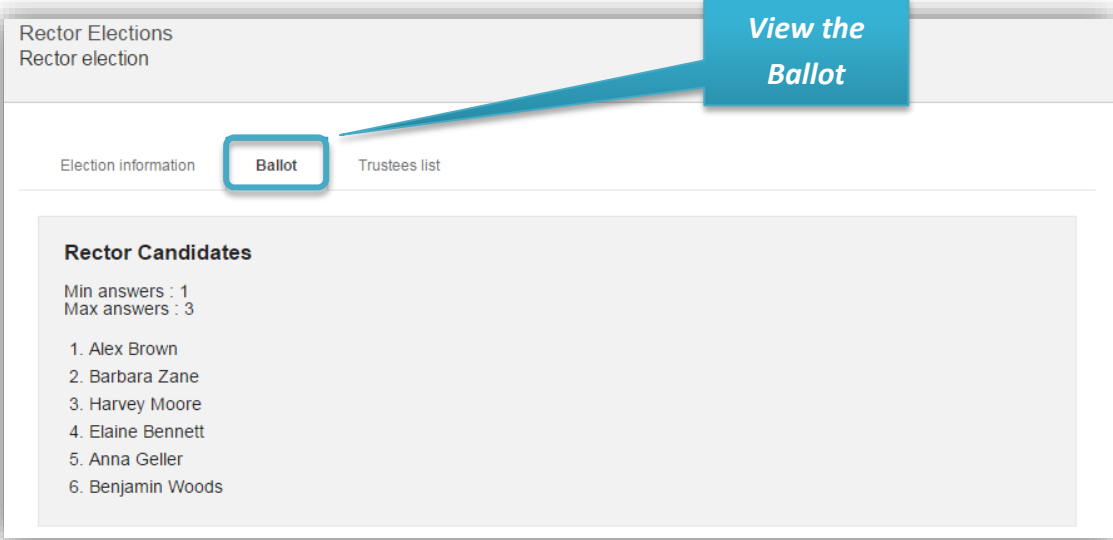 Rector Elections
Rector election
View the
Ballot
Election information Ballot Trustees list
Rector Candidates
Min answers : 1
Max answers : 3
1. Alex Brown
2. Barbara Zane
3. Harvey Moore
4. Elaine Bennett
5. Anna Geller
6. Benjamin Woods